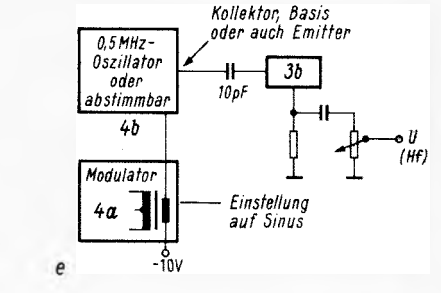 Kollektor, Basis
oder auch Emitter
0,5 MHz-
Oszillator
oder
abstimmbar
4b
10pF
3b
U
(Hf)
Modulator
4a
Einstellung
auf Sinus
-10V
e